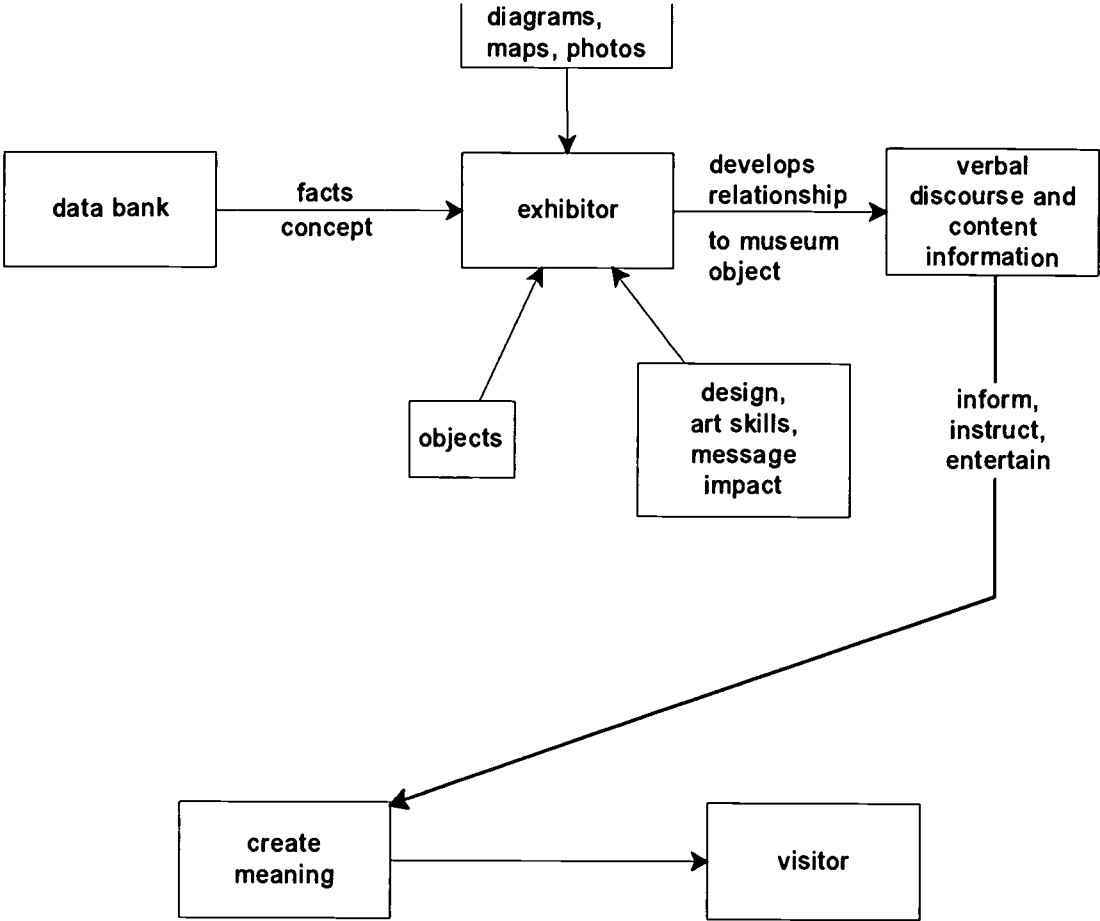 diagrams,
maps, photos
data bank
facts
concept
exhibitor
develops
relationship
to museum
object
verbal
discourse and
content
information
objects
design,
art skills,
message
impact
inform,
instruct,
entertain
create
meaning
visitor